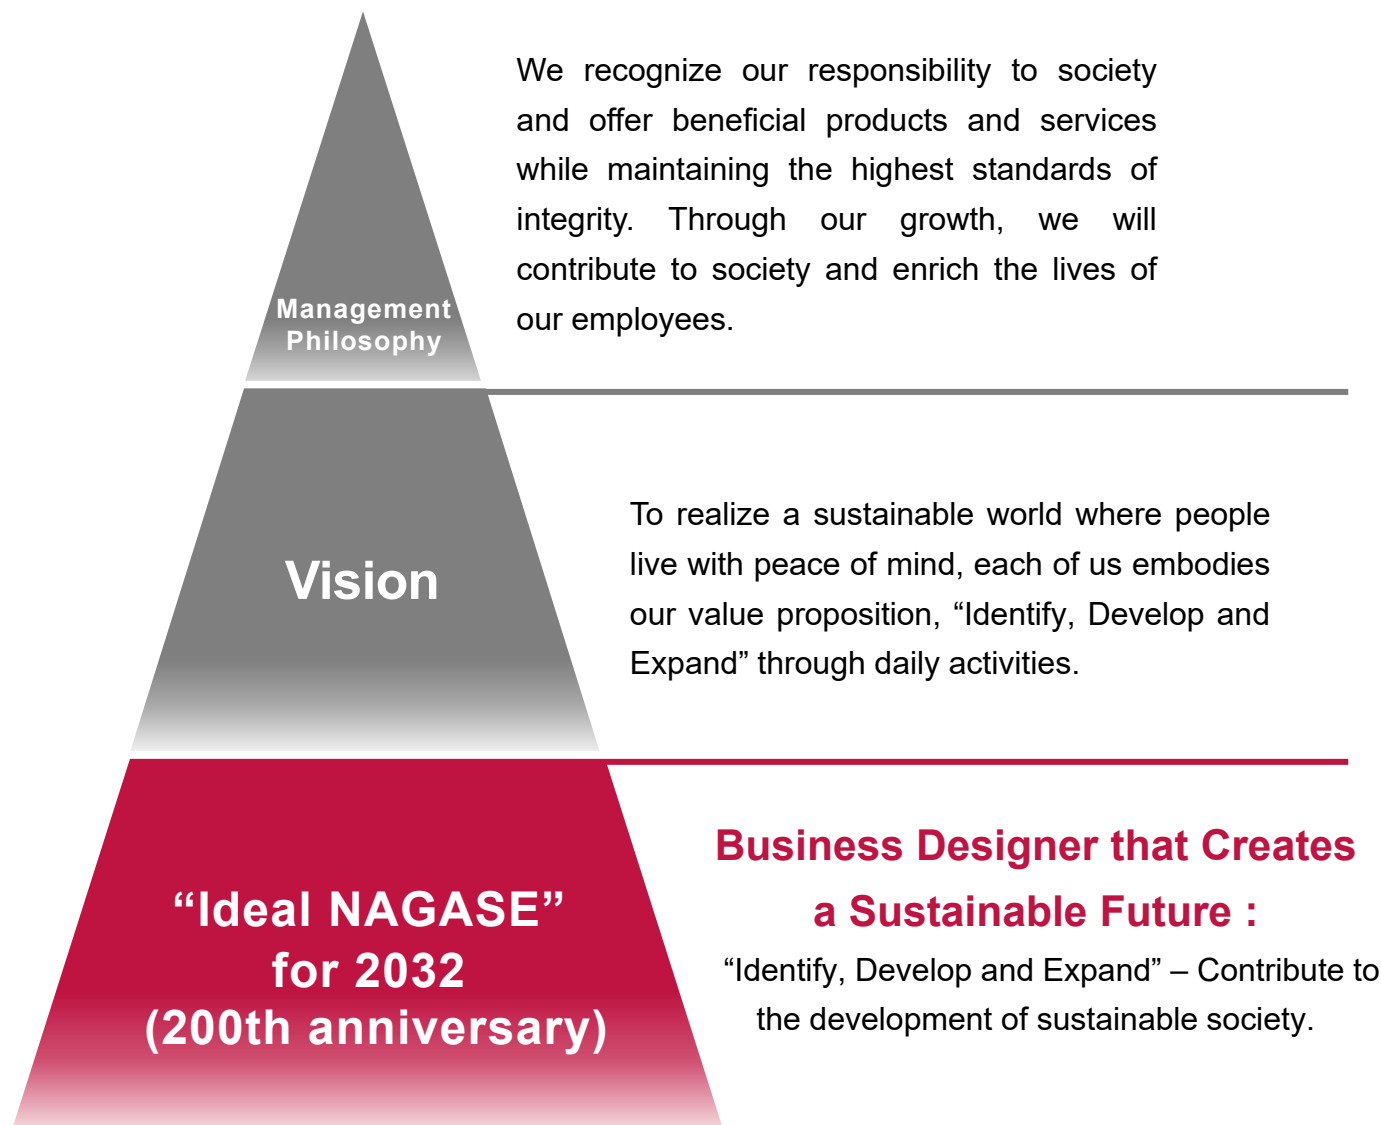 We recognize our responsibility to society
and offer beneficial products and services
while maintaining the highest standards of
integrity. Through our growth, we will
contribute to society and enrich the lives of
our employees.
Management
Philosophy
To realize a sustainable world where people
live with peace of mind, each of us embodies
our value proposition, “Identify, Develop and
Expand” through daily activities.
Vision
Business Designer that Creates
a Sustainable Future :
“Identify, Develop and Expand” – Contribute to
the development of sustainable society.
“Ideal NAGASE”
for 2032
(200th anniversary)